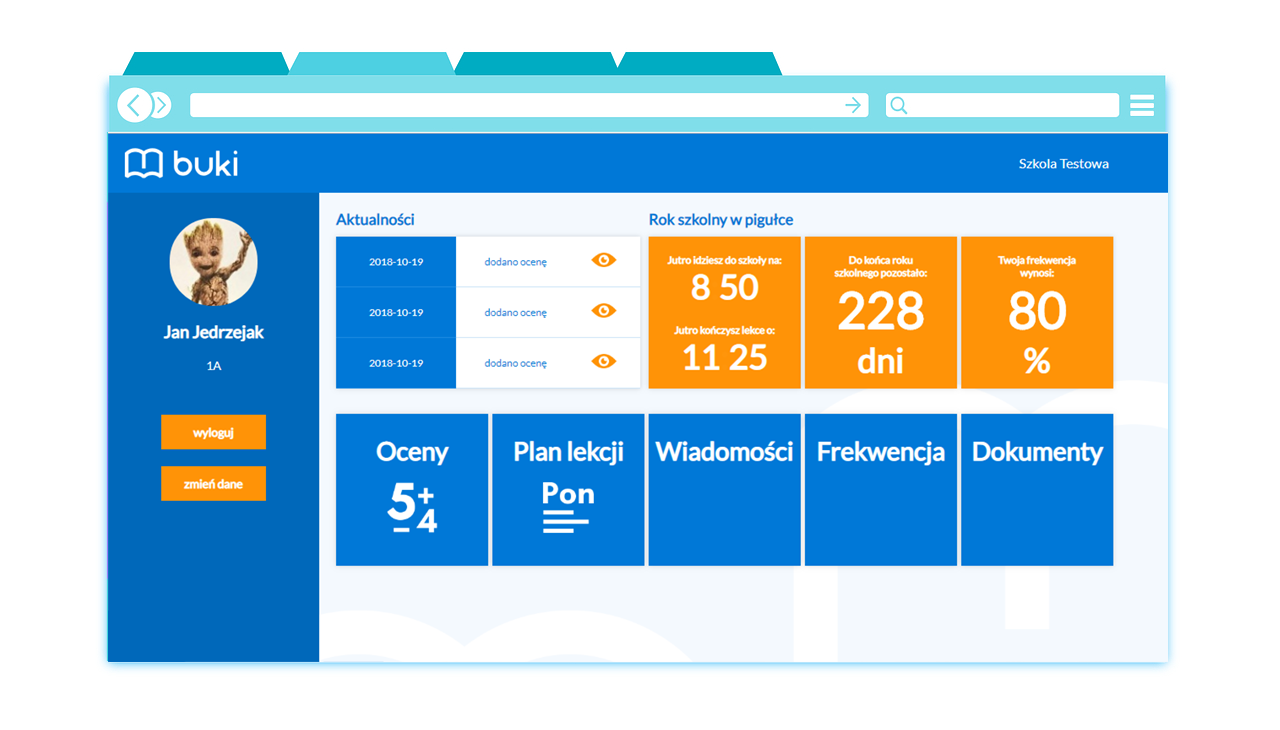 buki
Szkola Testowa
Jan Jedrzejak
1A
wyloguj
zmień dane
Aktualności
2018-10-19 dodano ocenę
2018-10-19 dodano ocenę
2018-10-19 dodano ocenę
Rok szkolny w pigułce
Jutro idziesz do szkoły na:
8 50
Jutro kończysz lekce o:
11 25
Do końca roku
szkolnego pozostało:
228
dni
Twoja frekwencja
wynosi:
80
%
Oceny
5+
-4
Plan lekcji
Pon
Wiadomości
Frekwencja
Dokumenty